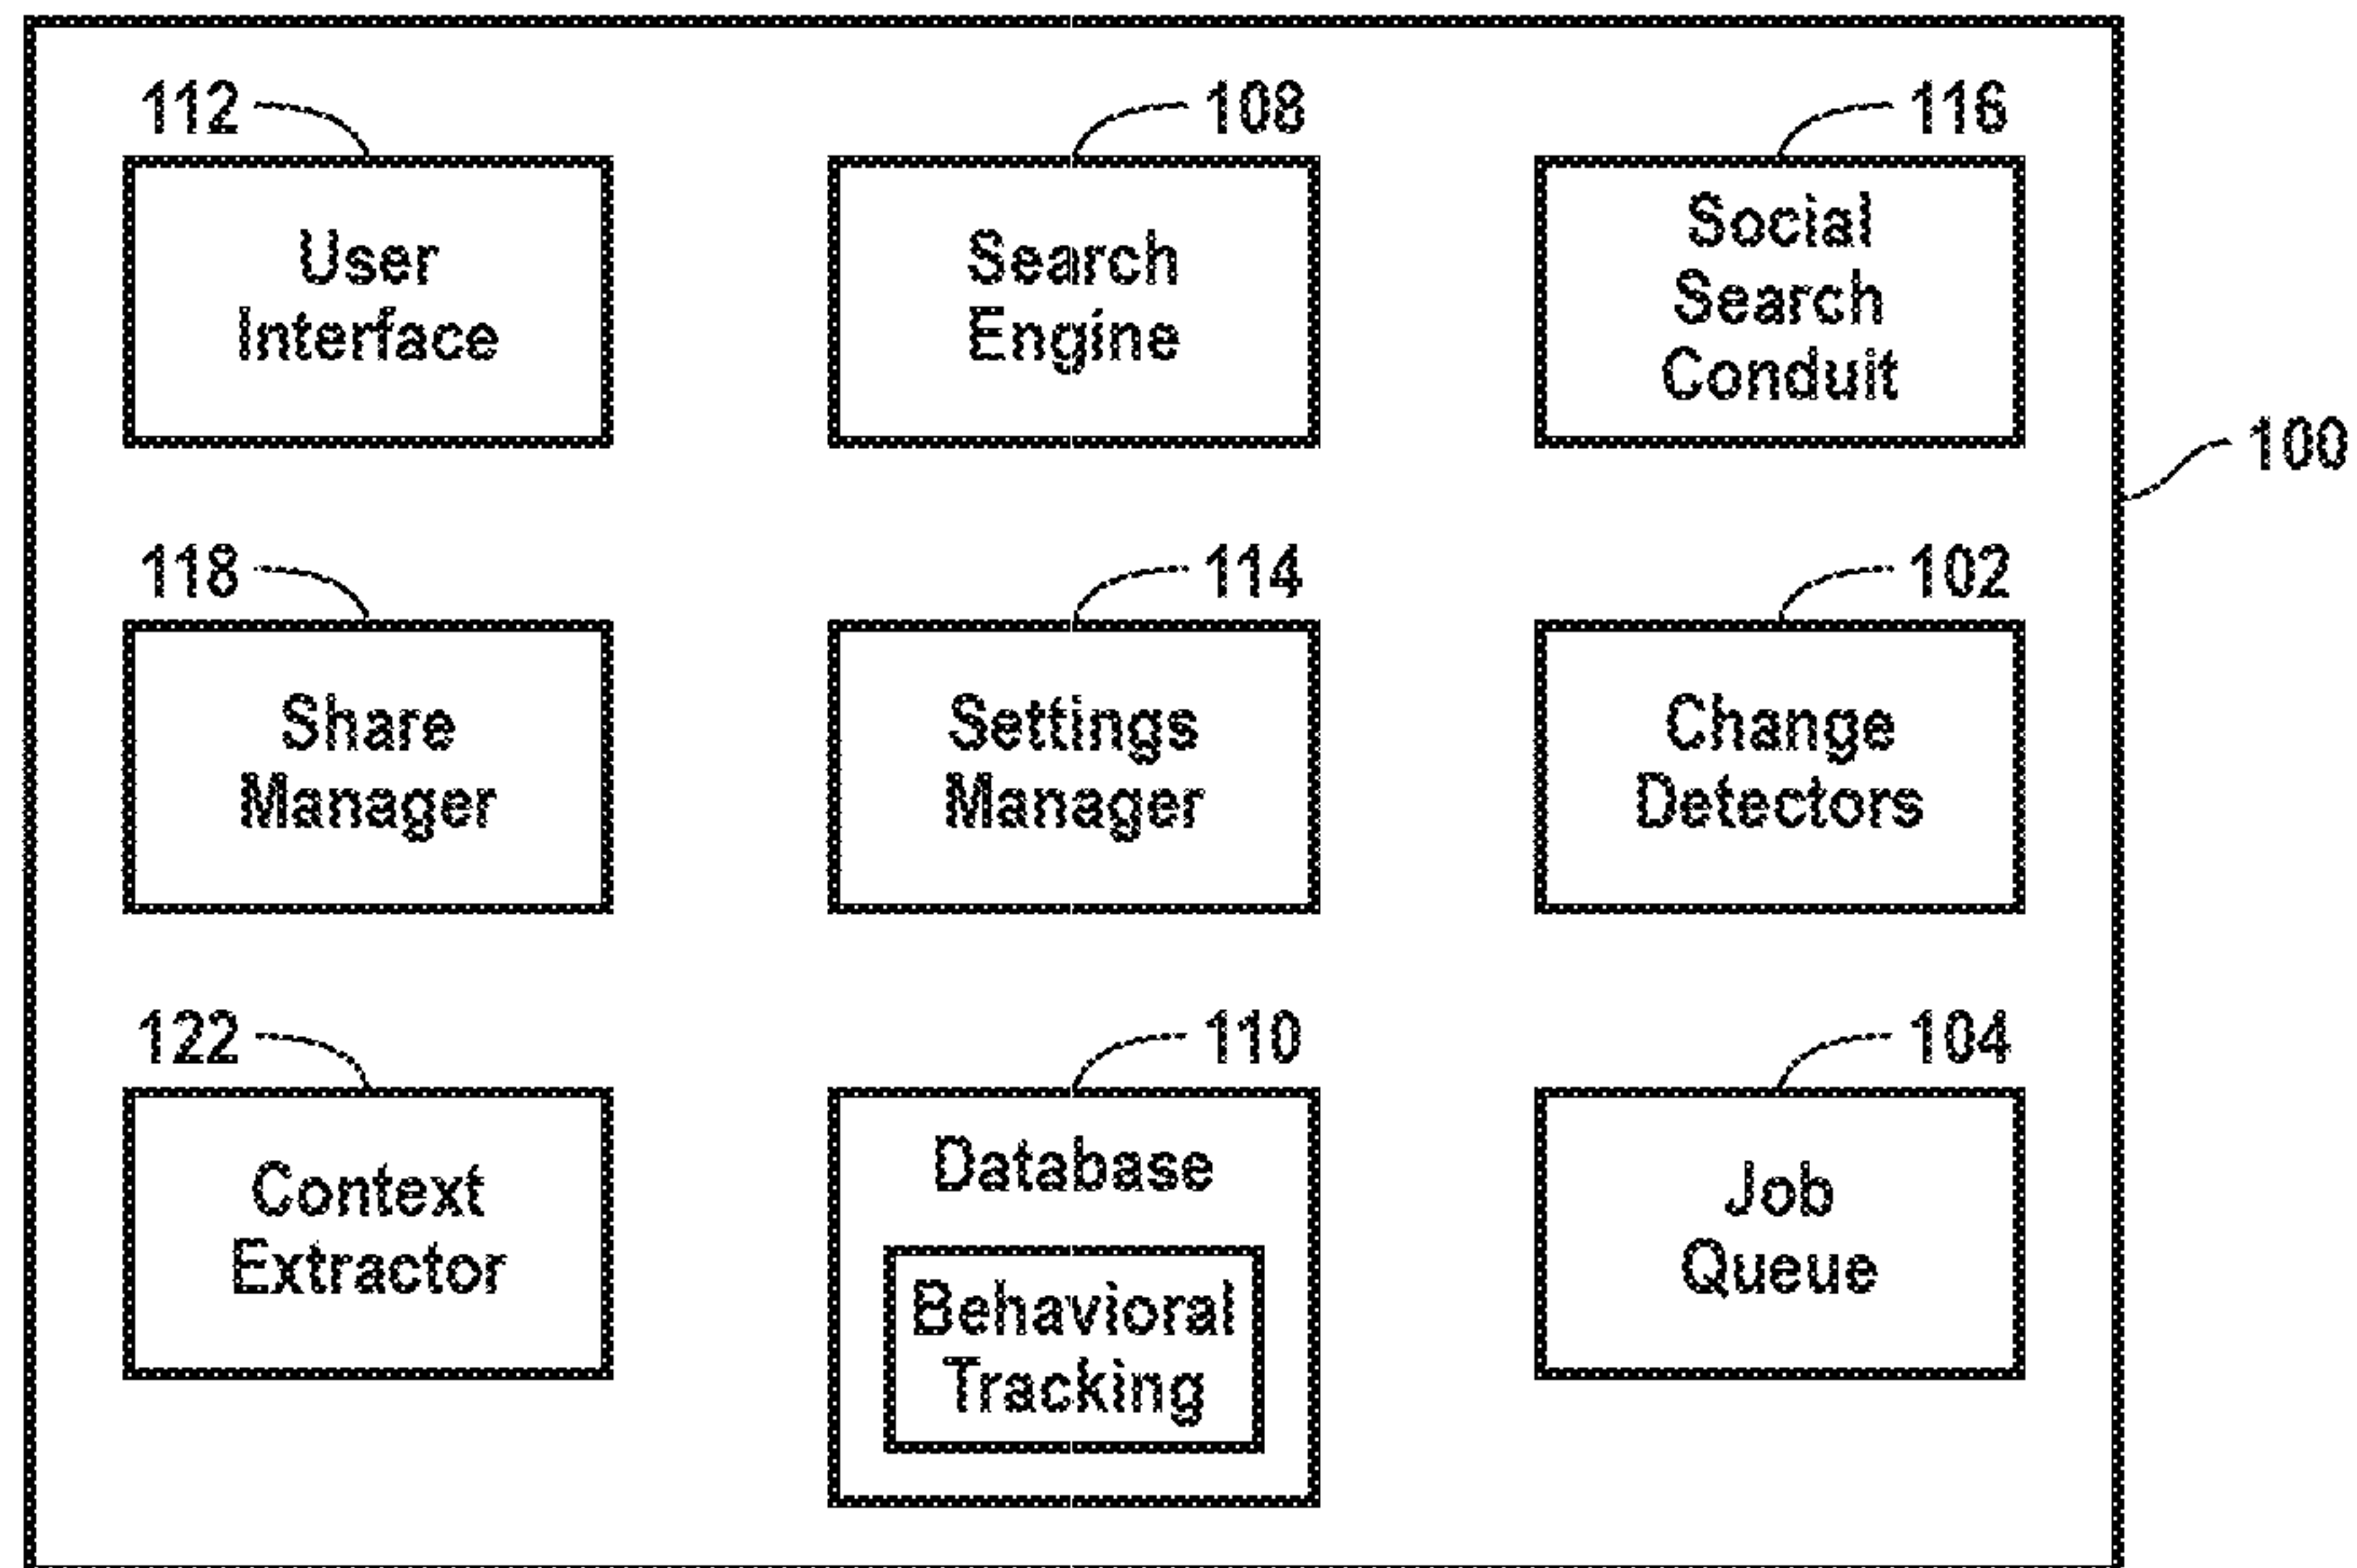 112
108
116
User
Interface
Search
Engine
Social
Search
Conduit
100
118
114
102
Share
Manager
Settings
Manager
Change
Detectors
122
110
104
Context
Extractor
Database
Behavioral
Tracking
Job
Queue